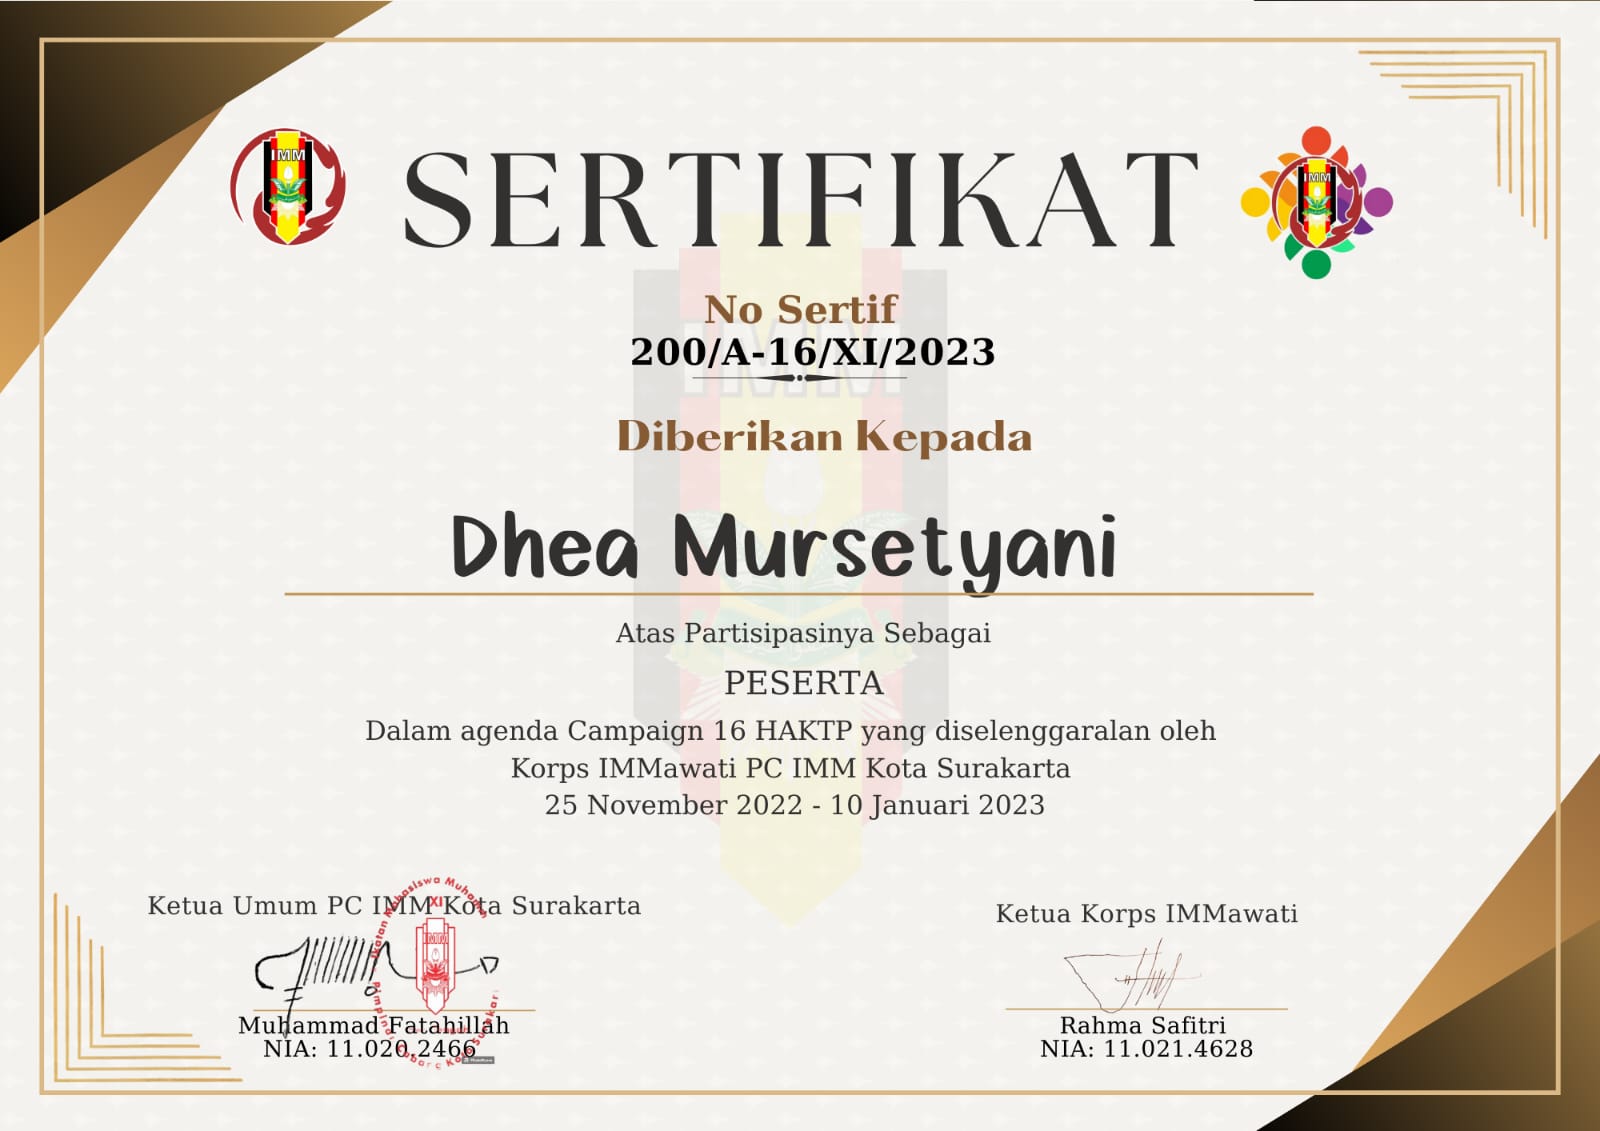 IMM
SERTIFIKAT
IMM
No Sertif
200/A-16/XI/2023
Diberikan Kepada
Dhea Mursetyani
Atas Partisipasinya Sebagai
PESERTA
Dalam agenda Campaign 16 HAKTP yang diselenggaralan oleh
Korps IMMawati PC IMM Kota Surakarta
25 November 2022 - 10 Januari 2023
Ketua Umum PC IMM Kota Surakarta
XI
IMM
Muhammad Fatahillah
NIA: 11.020.2466
Ketua Korps IMMawati
Rahma Safitri
NIA: 11.021.4628